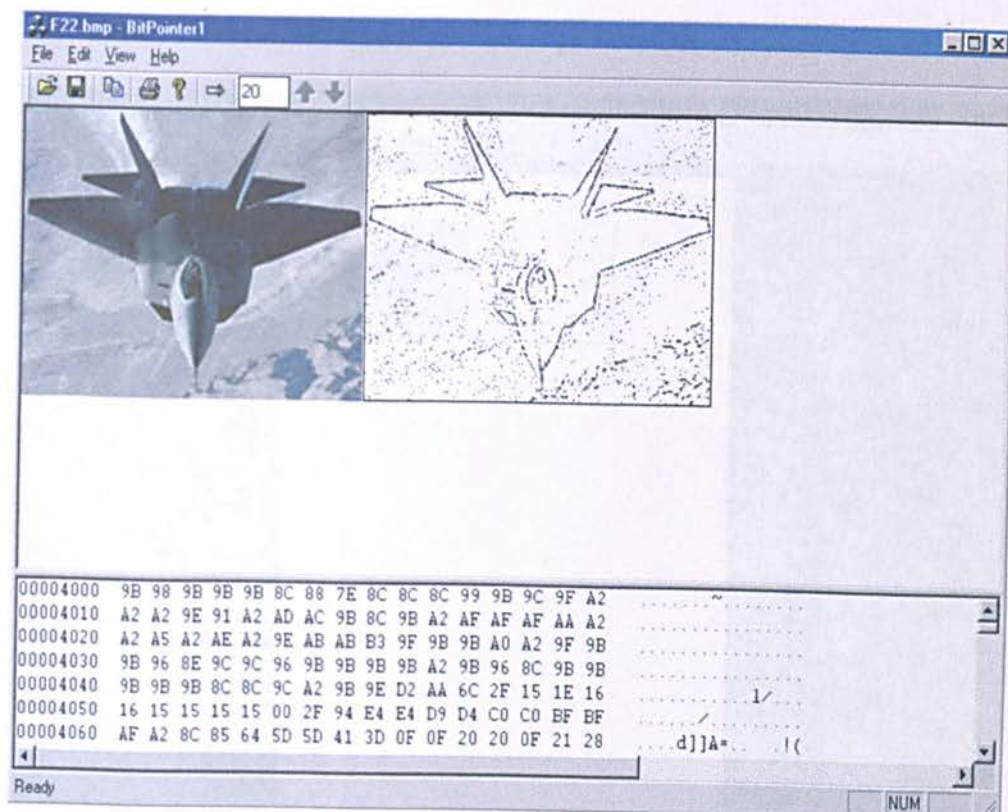 F22.bmp - BitPointer1
File Edit View Help
20
00004000 9B 98 9B 9B 9B 8C 88 7E 8C 8C 8C 99 9B 9C 9F A2 .......~........
00004010 A2 A2 9E 91 A2 AD AC 9B 8C 9B A2 AF AF AF AA A2 ................
00004020 A2 A5 A2 AE A2 9E AB AB B3 9F 9B 9B A0 A2 9F 9B ................
00004030 9B 96 8E 9C 9C 96 9B 9B 9B 9B A2 9B 96 8C 9B 9B ................
00004040 9B 9B 9B 8C 8C 9C A2 9B 9E D2 AA 6C 2F 15 1E 16 ...........l/...
00004050 16 15 15 15 15 00 2F 94 E4 E4 D9 D4 C0 C0 BF BF ....../.........
00004060 AF A2 8C 85 64 5D 5D 41 3D 0F 0F 20 20 0F 21 28 ....d]]A=..  .!(
Ready
NUM